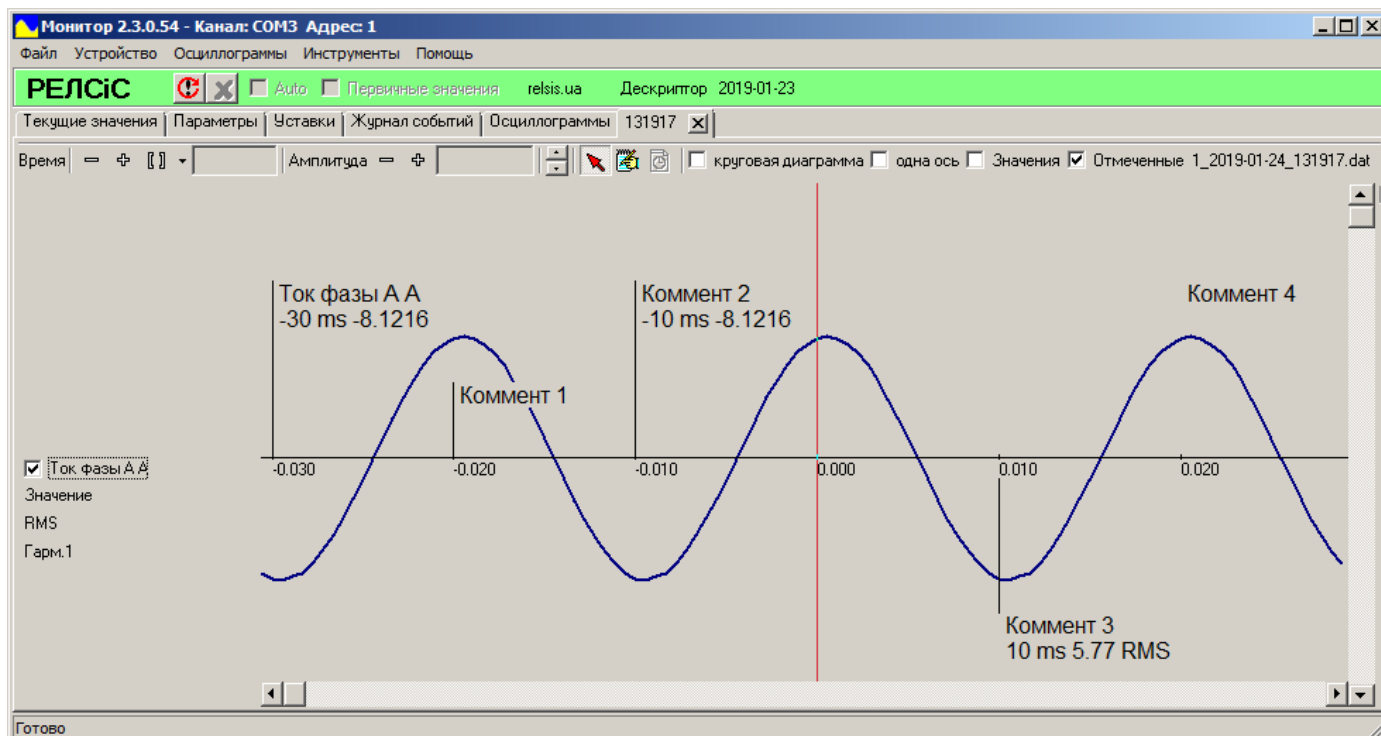 Монитор 2.3.0.54 - Канал: COM3 Адрес: 1
Файл Устройство Осциллограммы Инструменты Помощь
РЕЛСіС Auto Первичные значения relsis.ua Дескриптор 2019-01-23
Текущие значения Параметры Уставки Журнал событий Осциллограммы 131917
Время Амплитуда круговая диаграмма одна ось Значения Отмеченные 1_2019-01-24_131917.dat
Ток фазы А А Коммент 2 Коммент 4
-30 ms -8.1216 -10 ms -8.1216
Коммент 1
Ток фазы А А -0.030 -0.020 -0.010 0.000 0.010 0.020
Значение
RMS
Гарм.1
Коммент 3
10 ms 5.77 RMS
Готово